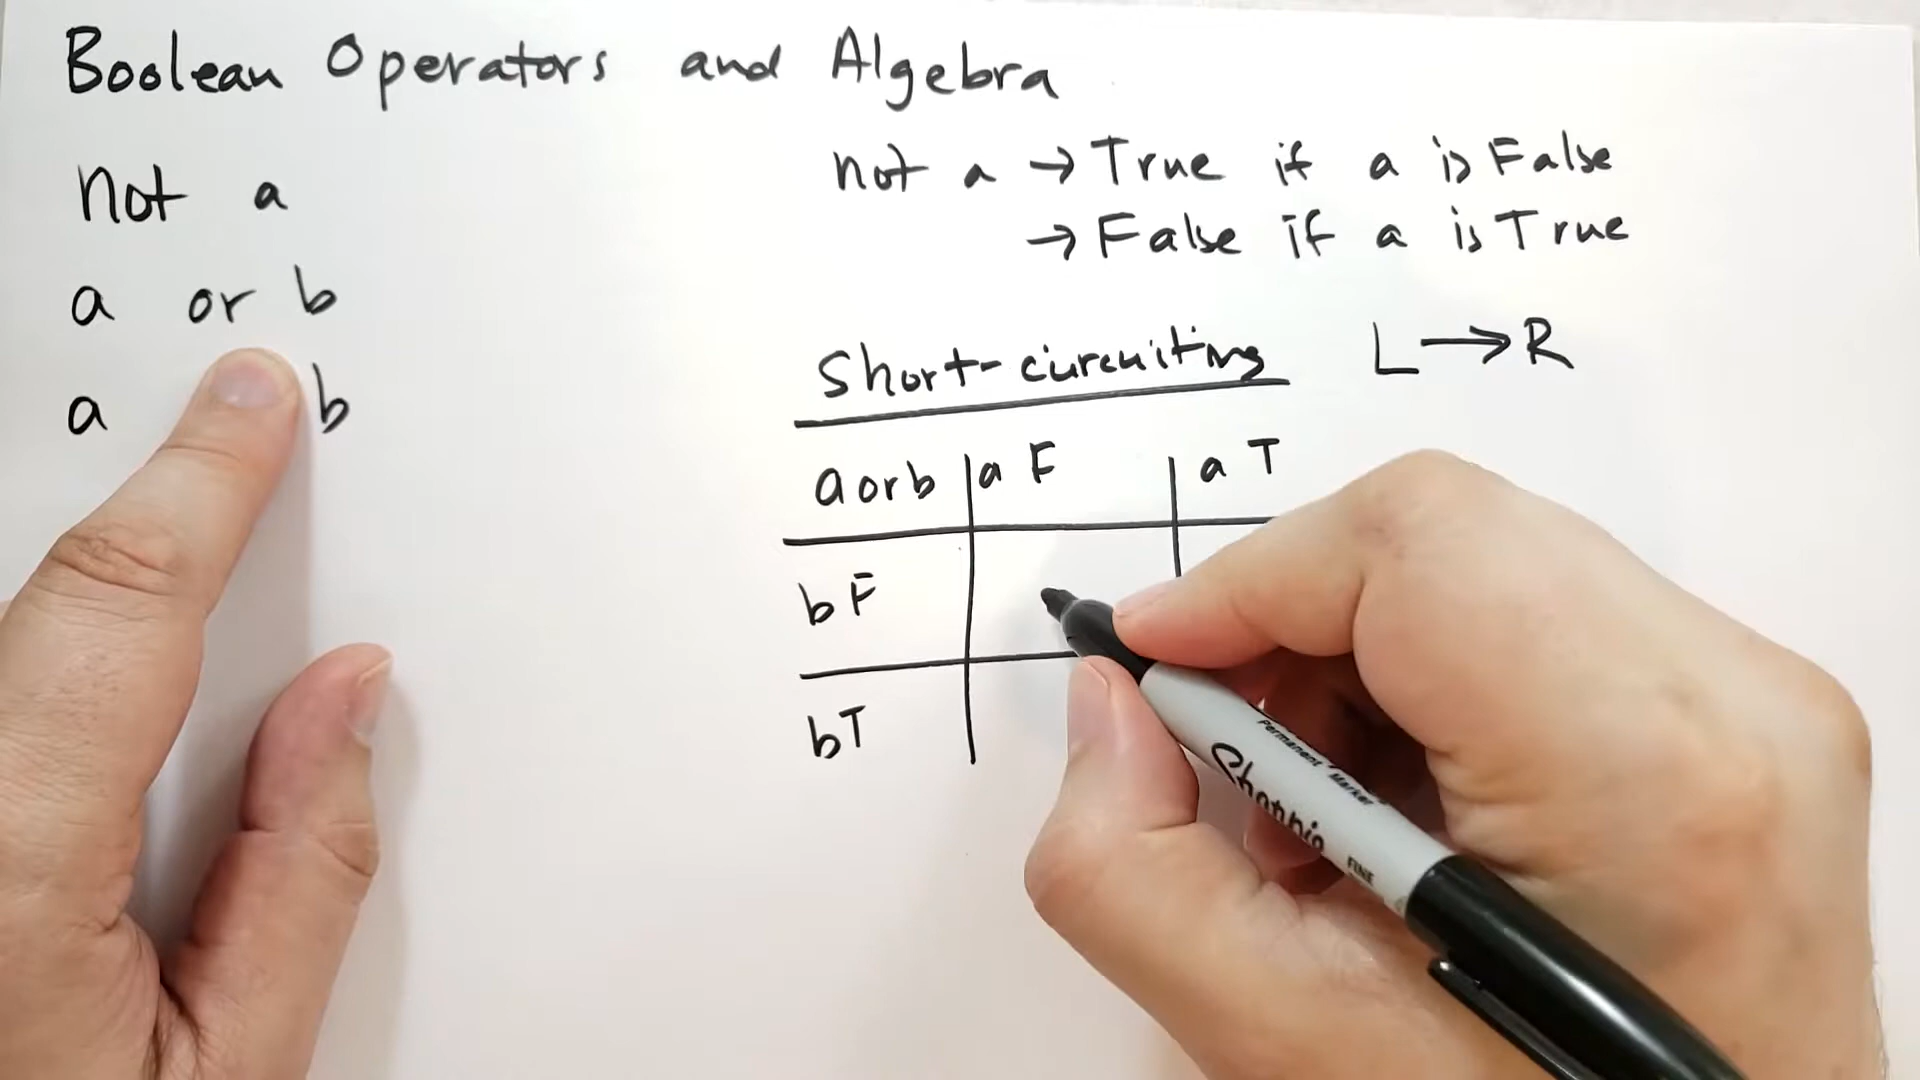 Boolean Operators and Algebra
not a
a or b
a b
not a → True if a is False
→ False if a is True
Short-circuiting L → R
a or b a F a T
b F
b T
Sharpie
Permanent Marker
FINE